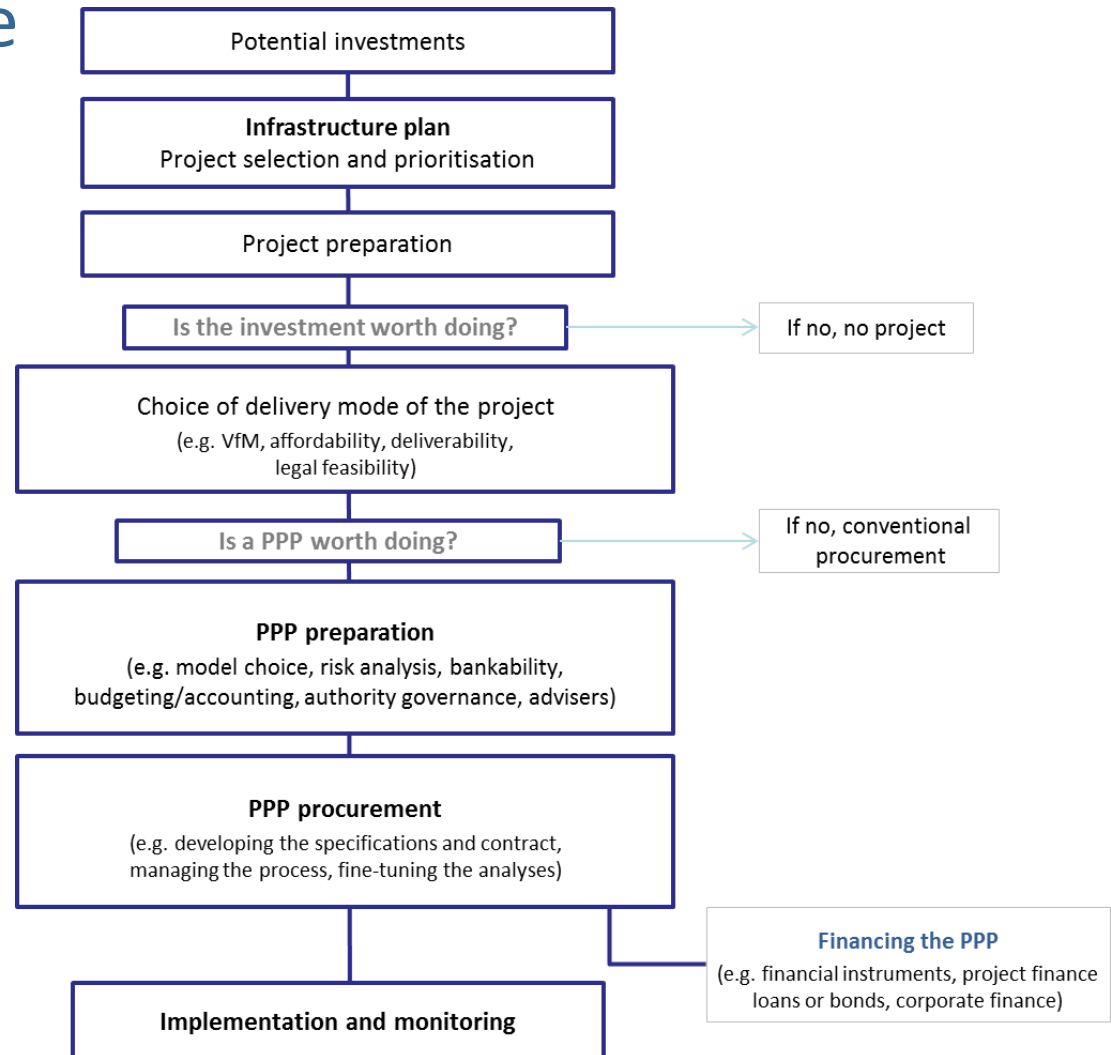 e
Potential investments
Infrastructure plan
Project selection and prioritisation
Project preparation
Is the investment worth doing?
If no, no project
Choice of delivery mode of the project
(e.g. VfM, affordability, deliverability,
legal feasibility)
Is a PPP worth doing?
If no, conventional
procurement
PPP preparation
(e.g. model choice, risk analysis, bankability,
budgeting/accounting, authority governance, advisers)
PPP procurement
(e.g. developing the specifications and contract,
managing the process, fine-tuning the analyses)
Financing the PPP
(e.g. financial instruments, project finance
loans or bonds, corporate finance)
Implementation and monitoring